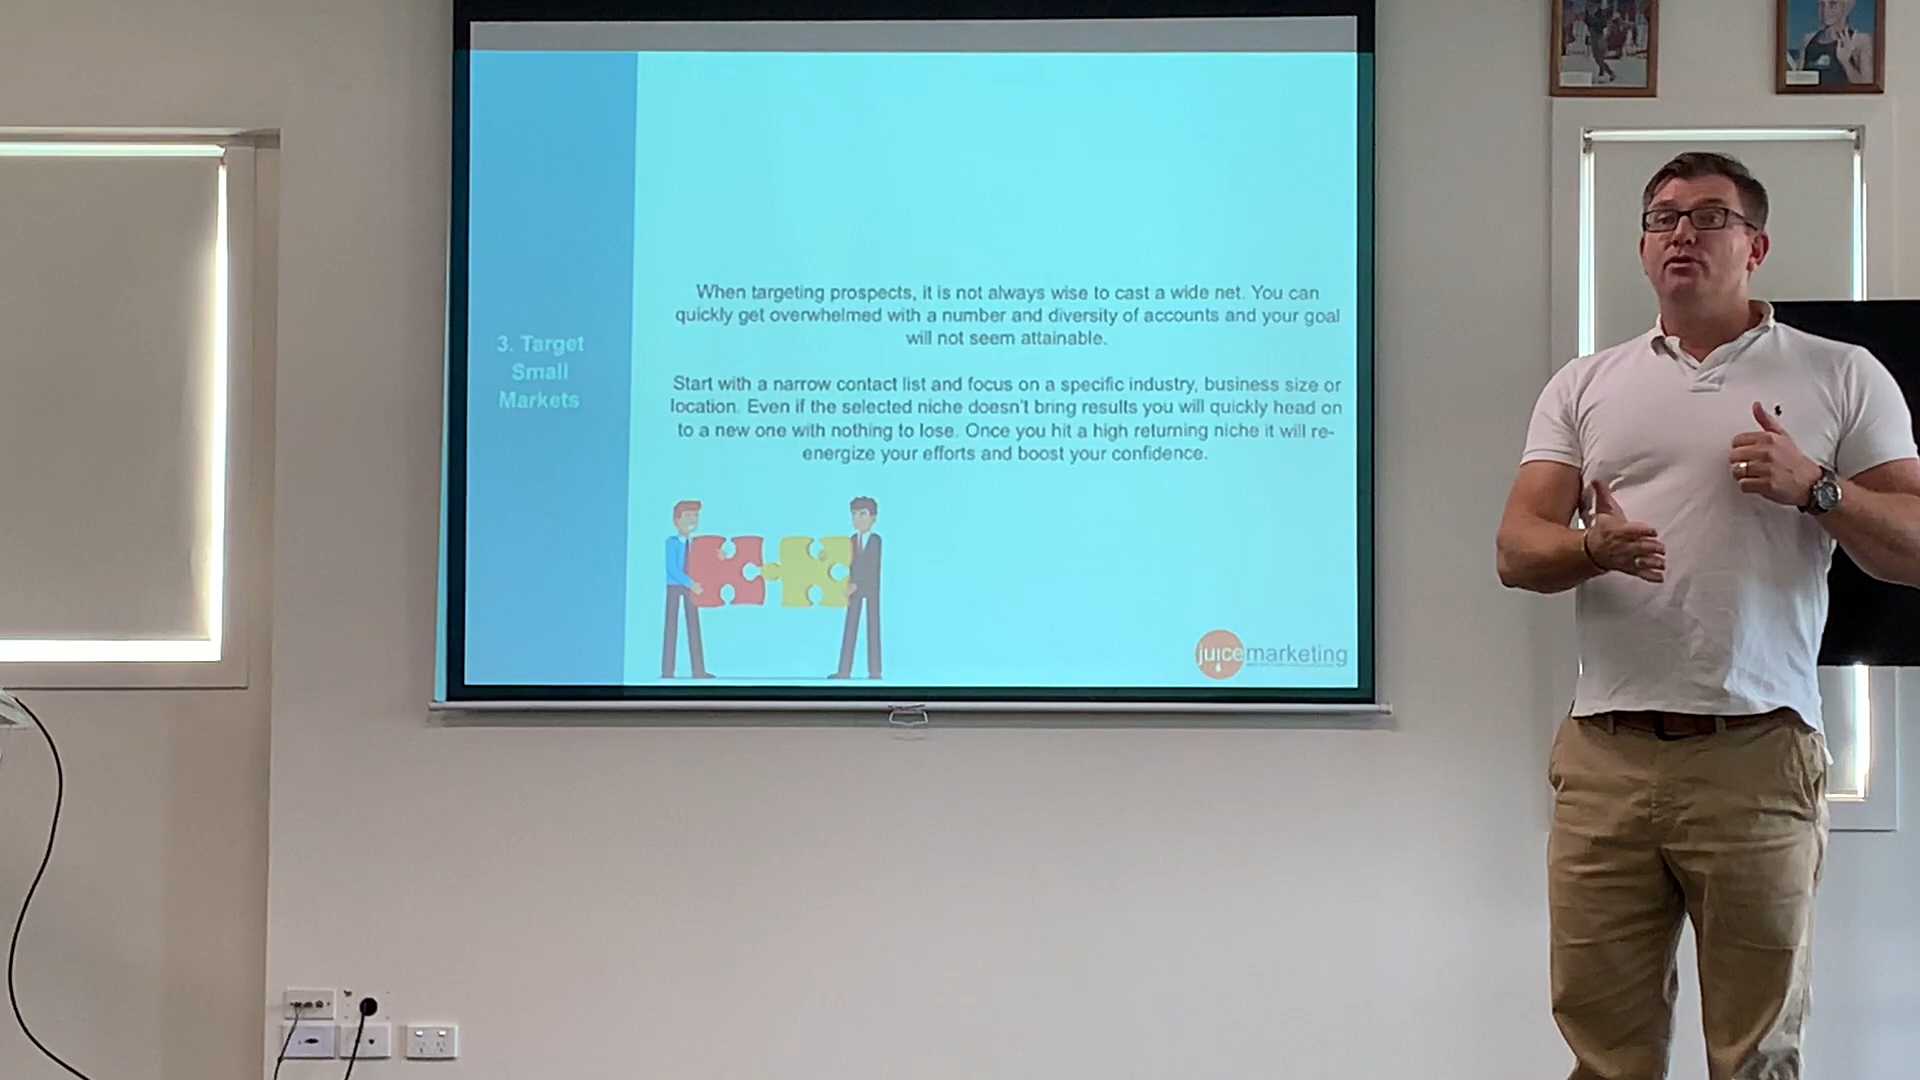 3. Target
Small
Markets
When targeting prospects, it is not always wise to cast a wide net. You can
quickly get overwhelmed with a number and diversity of accounts and your goal
will not seem attainable.
Start with a narrow contact list and focus on a specific industry, business size or
location. Even if the selected niche doesn't bring results you will quickly head on
to a new one with nothing to lose. Once you hit a high returning niche it will re-
energize your efforts and boost your confidence.
juicemarketing